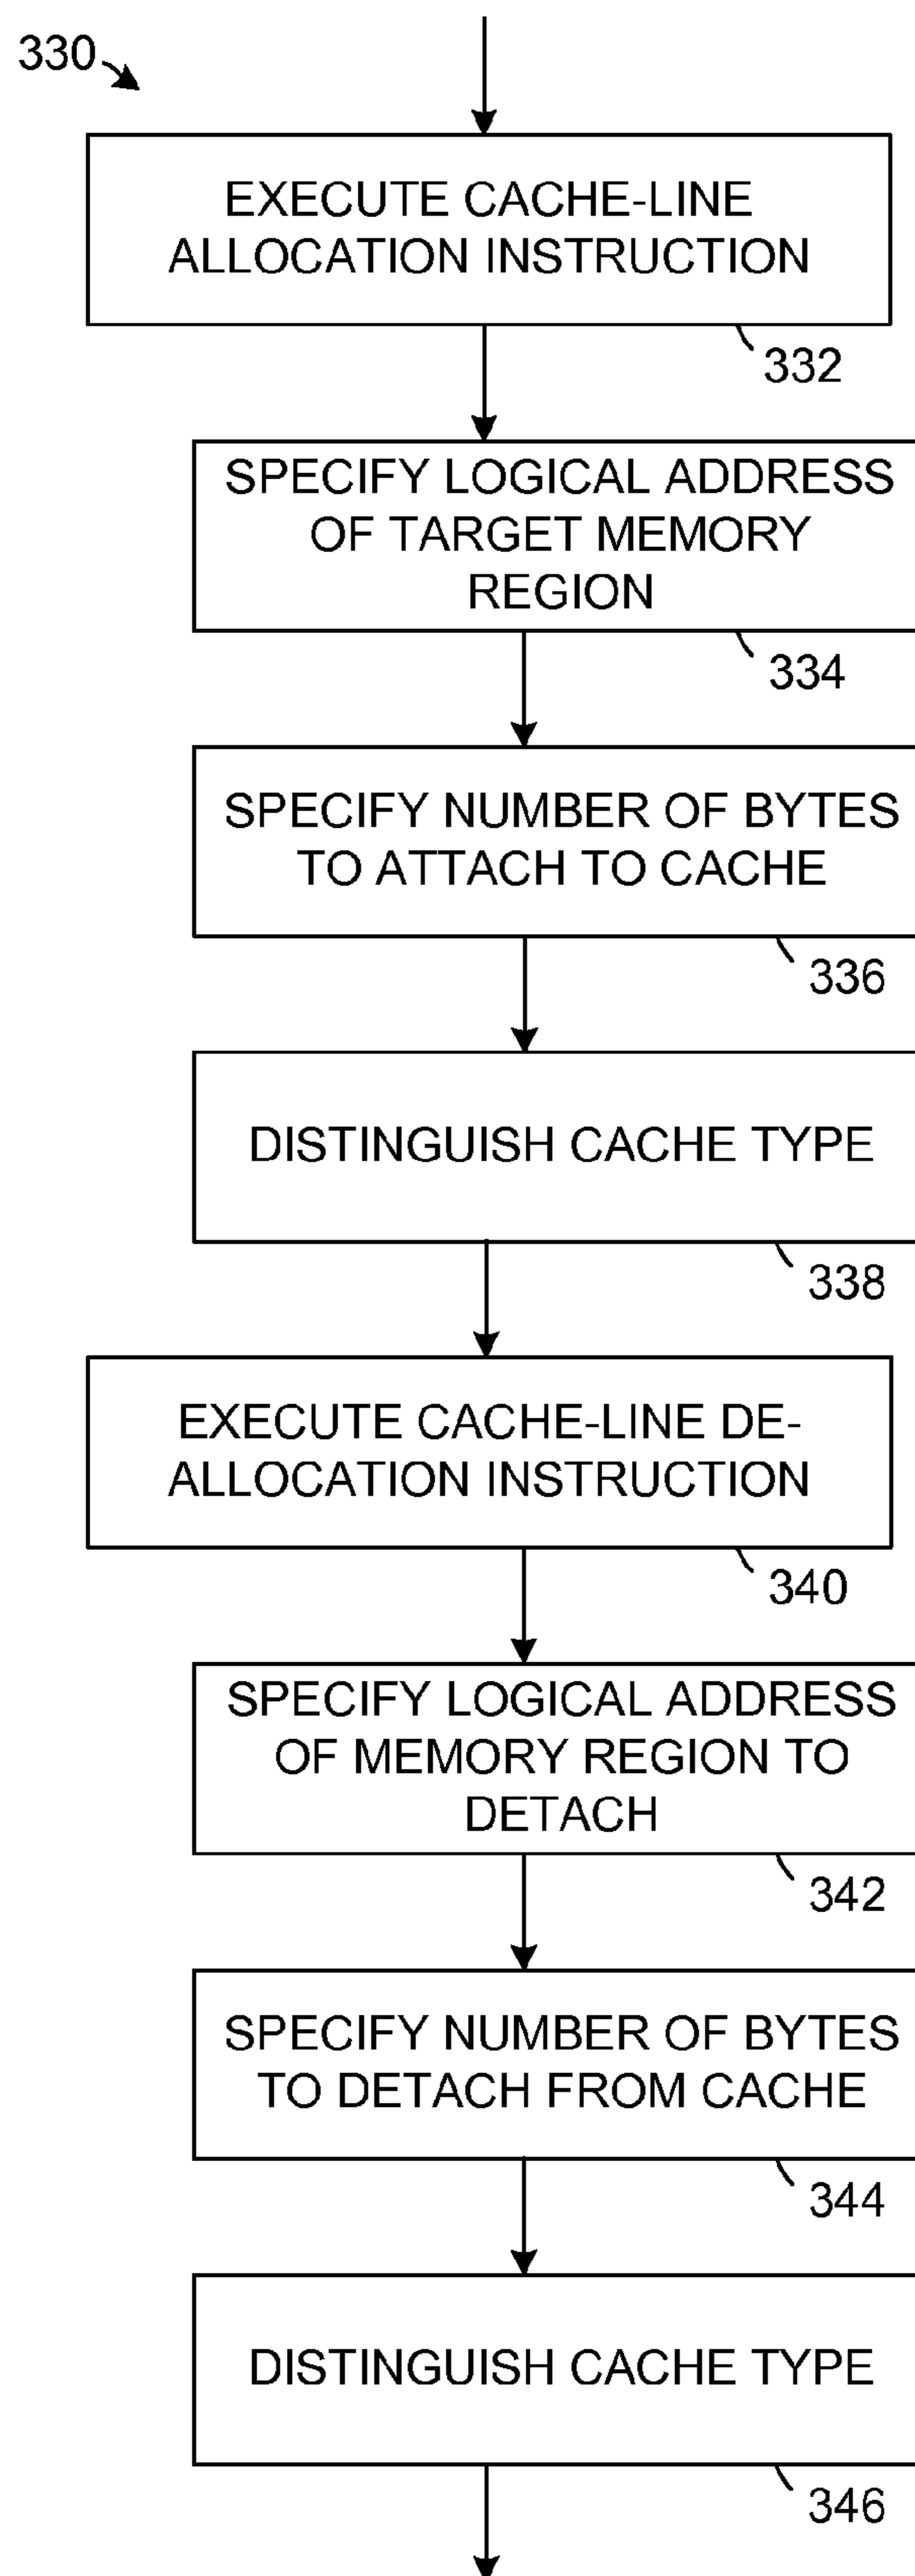 330
EXECUTE CACHE-LINE
ALLOCATION INSTRUCTION
332
SPECIFY LOGICAL ADDRESS
OF TARGET MEMORY
REGION
334
SPECIFY NUMBER OF BYTES
TO ATTACH TO CACHE
336
DISTINGUISH CACHE TYPE
338
EXECUTE CACHE-LINE DE-
ALLOCATION INSTRUCTION
340
SPECIFY LOGICAL ADDRESS
OF MEMORY REGION TO
DETACH
342
SPECIFY NUMBER OF BYTES
TO DETACH FROM CACHE
344
DISTINGUISH CACHE TYPE
346